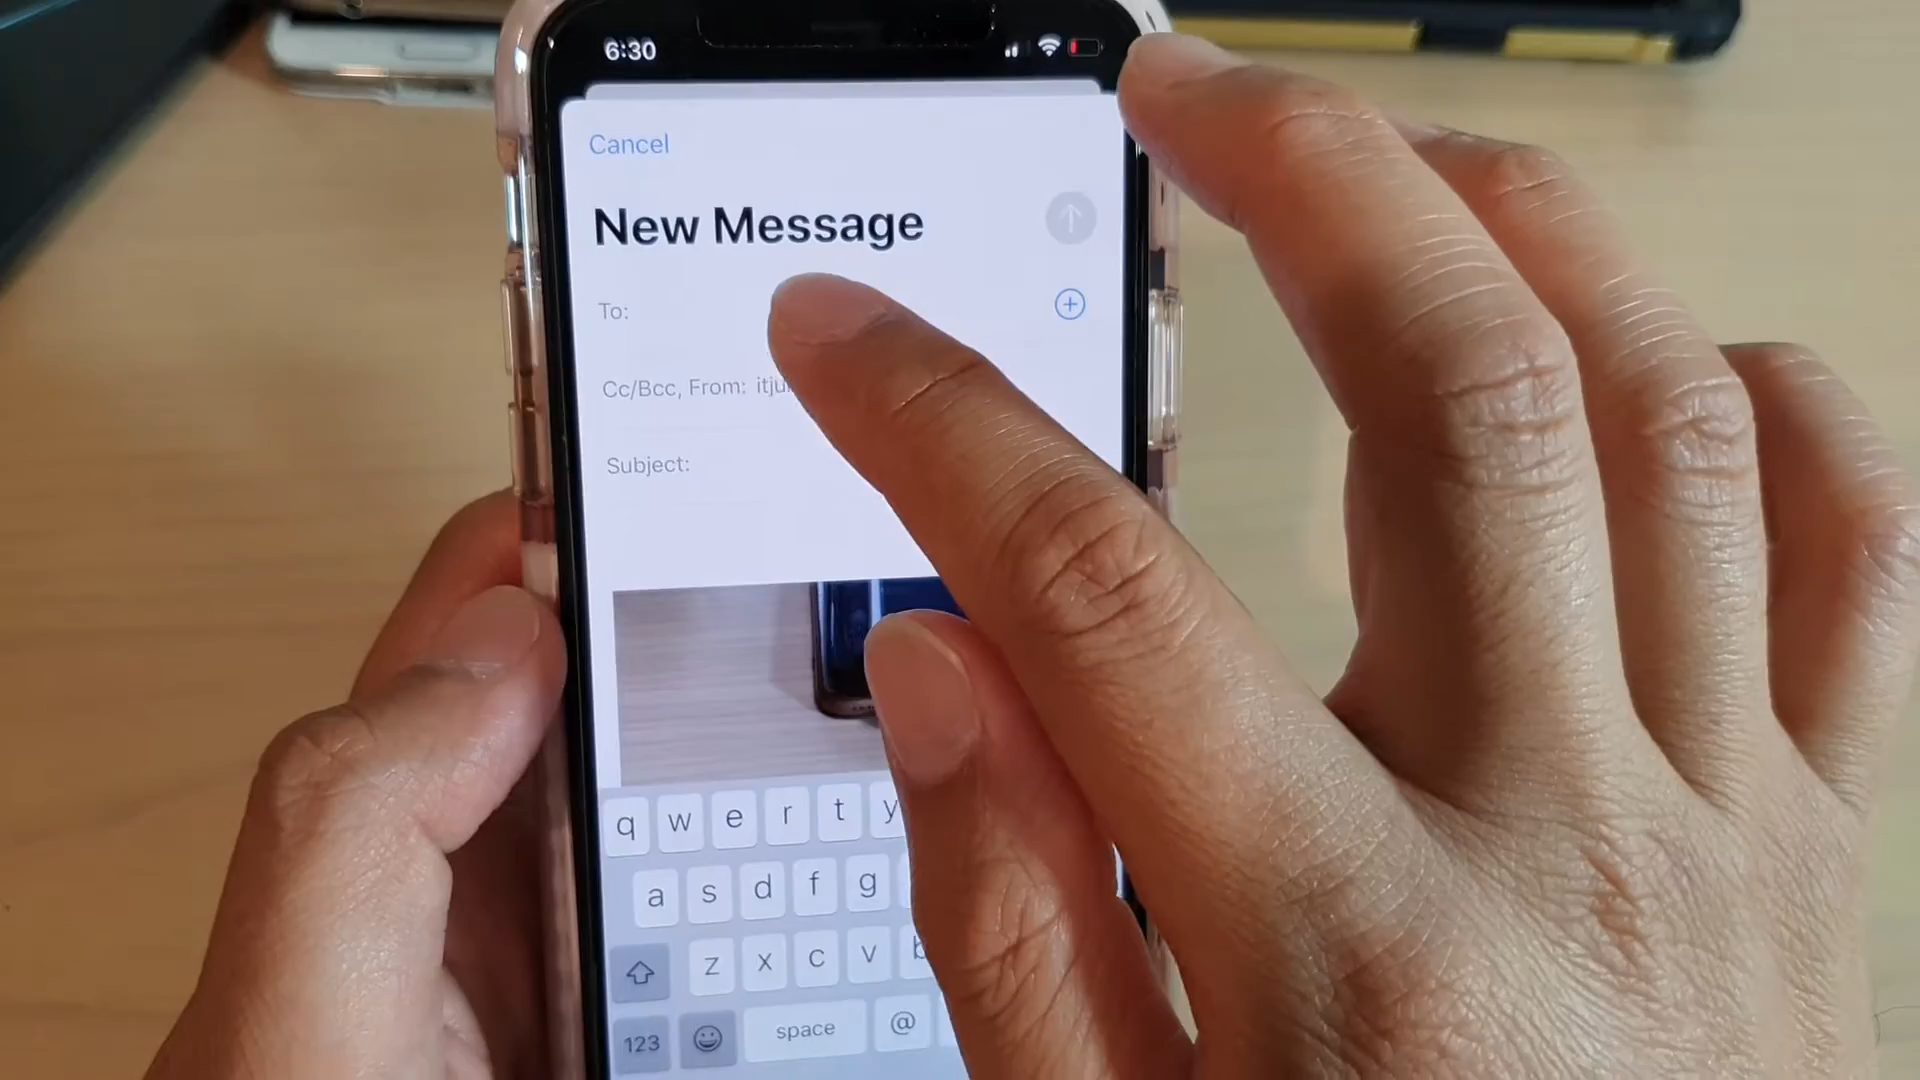 6:30
Cancel
New Message
To:
Cc/Bcc, From:
Subject:
q w e r t y
a s d f g
z x c v b
123 space @